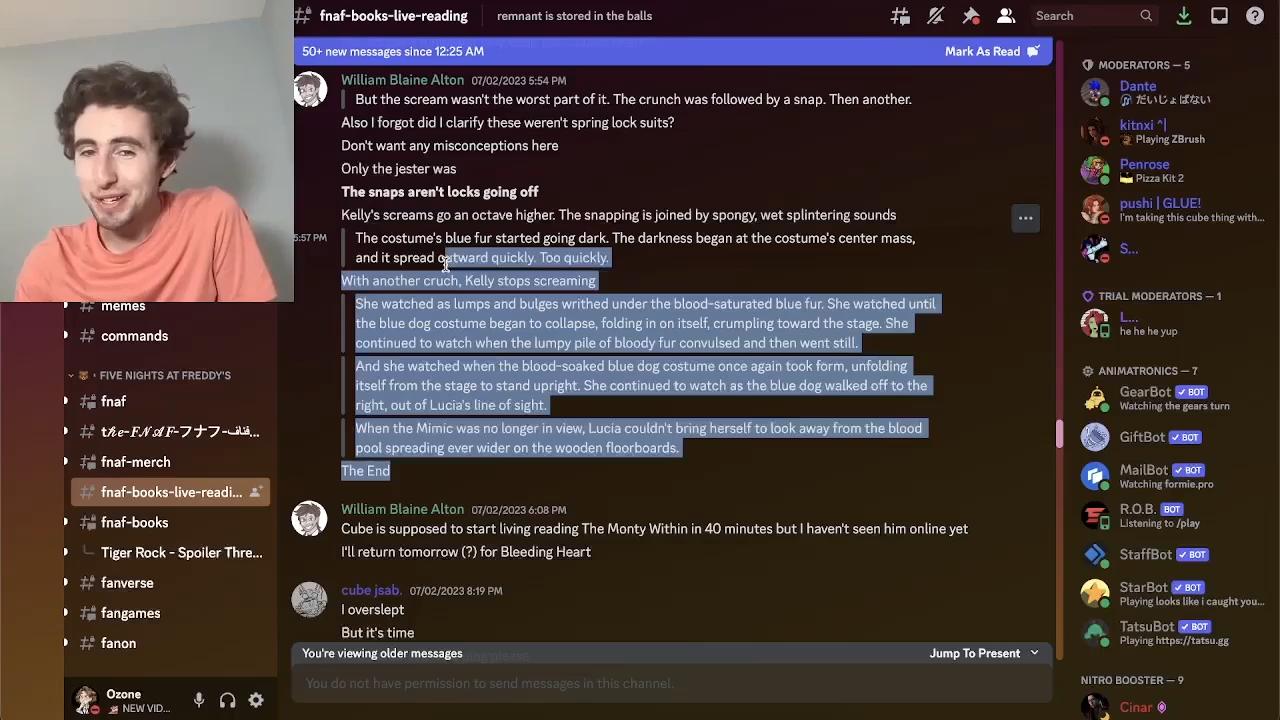 fnaf-books-live-reading
remnant is stored in the balls
Search
50+ new messages since 12:25 AM
Mark As Read
William Blaine Alton 07/02/2023 5:54 PM
But the scream wasn't the worst part of it. The crunch was followed by a snap. Then another.
Also I forgot did I clarify these weren't spring lock suits?
Don't want any misconceptions here
Only the jester was
The snaps aren't locks going off
Kelly's screams go an octave higher. The snapping is joined by spongy, wet splintering sounds
5:57 PM
The costume's blue fur started going dark. The darkness began at the costume's center mass,
and it spread outward quickly. Too quickly.
With another cruch, Kelly stops screaming
She watched as lumps and bulges writhed under the blood-saturated blue fur. She watched until
the blue dog costume began to collapse, folding in on itself, crumpling toward the stage. She
continued to watch when the lumpy pile of bloody fur convulsed and then went still.
And she watched when the blood-soaked blue dog costume once again took form, unfolding
itself from the stage to stand upright. She continued to watch as the blue dog walked off to the
right, out of Lucia's line of sight.
When the Mimic was no longer in view, Lucia couldn't bring herself to look away from the blood
pool spreading ever wider on the wooden floorboards.
The End
William Blaine Alton 07/02/2023 6:08 PM
Cube is supposed to start living reading The Monty Within in 40 minutes but I haven't seen him online yet
I'll return tomorrow (?) for Bleeding Heart
cube jsab. 07/02/2023 8:19 PM
I overslept
But it's time
You're viewing older messages
Jump To Present
You do not have permission to send messages in this channel.
memes
commands
FIVE NIGHTS AT FREDDY'S
fnaf
fnaf-merch
fnaf-books-live-readi...
fnaf-books
Tiger Rock - Spoiler Thre...
fanverse
fangames
fanon
Ozone
NEW VID...
MODERATORS — 5
Dante
だいじょばない
kitnxi ^|
Playing ZBrush
Penrose
Pizza Kit 2
pushi | GLUE!
I'm taking this cube thing with...
S...
TRIAL MODERATORS — 1
L...
he he he yup
ANIMATRONICS — 7
GearBot ✓ BOT
Watching the gears turn
GiftBot ✓ BOT
MailBot ✓ BOT
Watching formie.pro
R.O.B. ✓ BOT
Listening to /play
StaffBot ✓ BOT
StarBot ✓ BOT
Playing looks like i caught you...
TatsuBot ✓ BOT
Playing https://tatsu.gg
NITRO BOOSTER — 9
Cinar